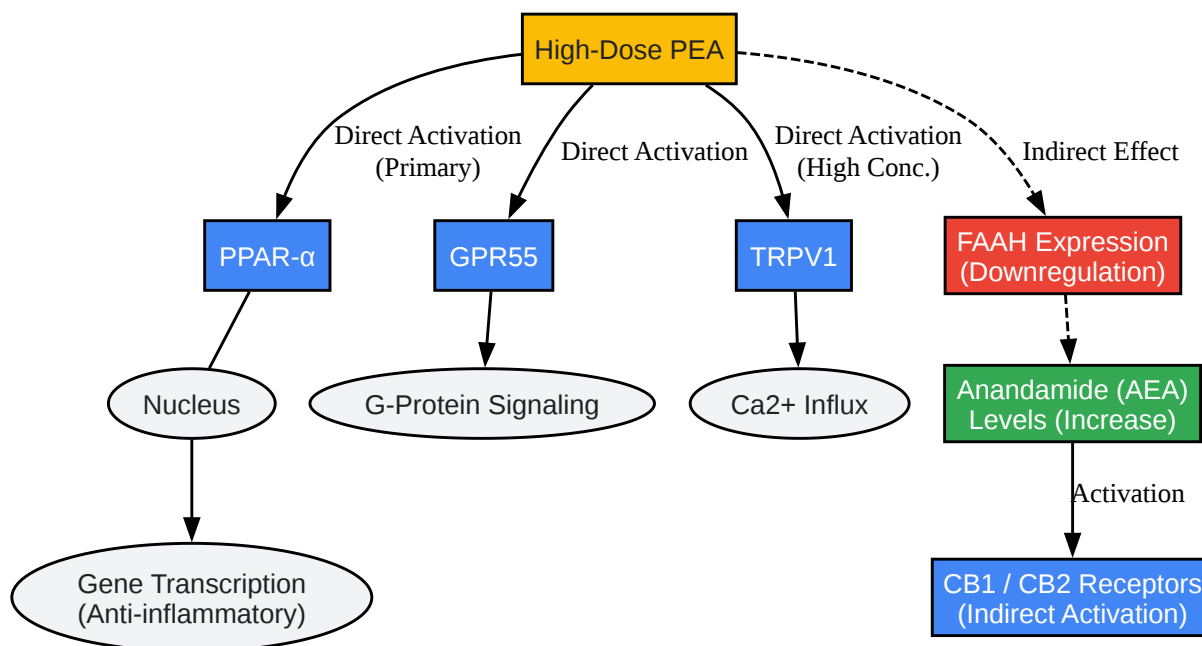 High-Dose PEA
Direct Activation
(Primary)
Direct Activation
Direct Activation
(High Conc.)
Indirect Effect
PPAR-α
GPR55
TRPV1
FAAH Expression
(Downregulation)
Nucleus
G-Protein Signaling
Ca2+ Influx
Anandamide (AEA)
Levels (Increase)
Activation
Gene Transcription
(Anti-inflammatory)
CB1 / CB2 Receptors
(Indirect Activation)